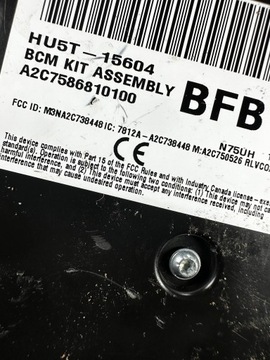 HU5T-15604
BCM KIT ASSEMBLY
A2C7586810100
BFB
FCC ID: M3NA2C738448 IC: 7812A-A2C738448 M:A2C750526 RLVCO
N75UH
CE
This device complies with Part 15 of the FCC Rules and with Industry Canada license-exe
standard(s). Operation is subject to the following two conditions: (1) This device may not
harmful interference, and (2) This device must accept any interference received, including
interference that may cause undesired operation.